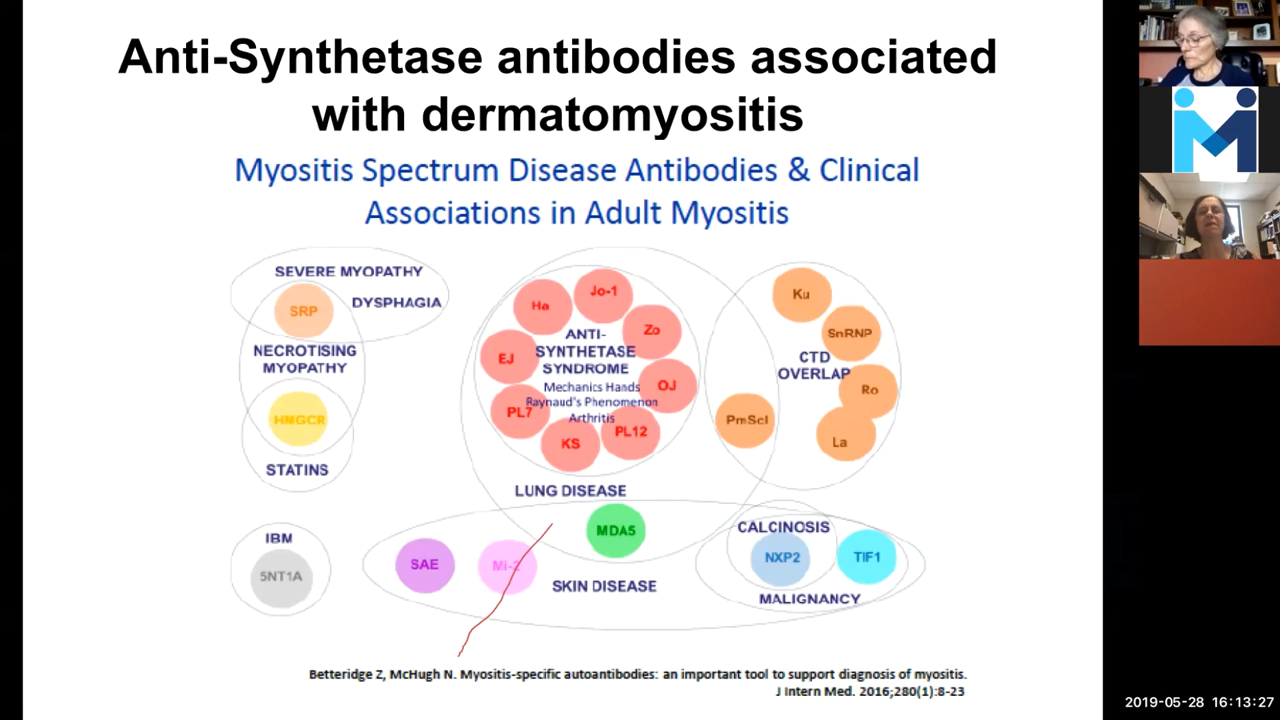 Anti-Synthetase antibodies associated
with dermatomyositis
Myositis Spectrum Disease Antibodies & Clinical
Associations in Adult Myositis
SEVERE MYOPATHY
SRP
DYSPHAGIA
NECROTISING
MYOPATHY
HMGCR
STATINS
Ha
Jo-1
Zo
EJ
ANTI-
SYNTHETASE
SYNDROME
Mechanics Hands
Raynaud's Phenomenon
Arthritis
OJ
PL7
KS
PL12
LUNG DISEASE
Ku
SnRNP
CTD
OVERLAP
Ro
PmScl
La
IBM
5NT1A
SAE
Mi-2
MDA5
SKIN DISEASE
CALCINOSIS
NXP2
TIF1
MALIGNANCY
Betteridge Z, McHugh N. Myositis-specific autoantibodies: an important tool to support diagnosis of myositis.
J Intern Med. 2016;280(1):8-23
2019-05-28 16:13:27